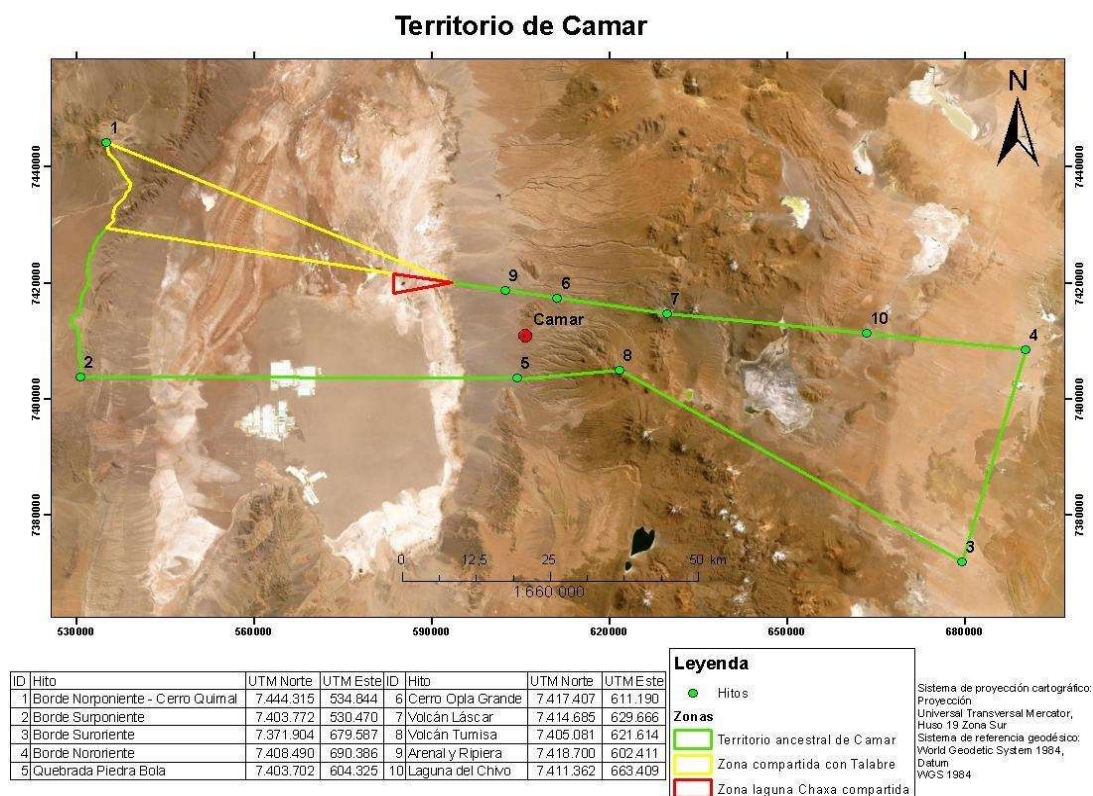 Territorio de Camar
N
1
2
9
6
7
10
4
Camar
5
8
3
7440000
7420000
7400000
7380000
7440000
7420000
7400000
7380000
0 12,5 25 50 km
1:660.000
530000 560000 590000 620000 650000 680000
ID Hito UTM Norte UTM Este ID Hito UTM Norte UTM Este
1 Borde Norponiente - Cerro Quimal 7.444.315 534.844 6 Cerro Opla Grande 7.417.407 611.190
2 Borde Surponiente 7.403.772 530.470 7 Volcán Láscar 7.414.685 629.666
3 Borde Suroriente 7.371.904 679.587 8 Volcán Tumisa 7.405.081 621.614
4 Borde Nororiente 7.408.490 690.386 9 Arenal y Ripiera 7.418.700 602.411
5 Quebrada Piedra Bola 7.403.702 604.325 10 Laguna del Chivo 7.411.362 663.409
Leyenda
Hitos
Zonas
Territorio ancestral de Camar
Zona compartida con Talabre
Zona laguna Chaxa compartida
Sistema de proyección cartográfico:
Proyección
Universal Transversal Mercator,
Huso 19 Zona Sur
Sistema de referencia geodésico:
World Geodetic System 1984,
Datum
WGS 1984